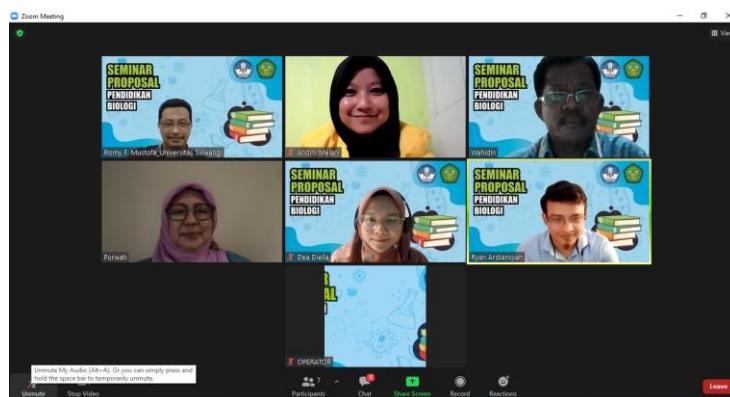 Zoom Meeting
View
SEMINAR
PROPOSAL
PENDIDIKAN
BIOLOGI
Romy F. Mustofa_Universitas Siliwangi
Andini Melani
SEMINAR
PROPOSAL
PENDIDIKAN
BIOLOGI
Wahidin
Purwati
SEMINAR
PROPOSAL
PENDIDIKAN
BIOLOGI
Dea Diella
SEMINAR
PROPOSAL
PENDIDIKAN
BIOLOGI
Ryan Ardiansyah
R
AL
I
OPERATOR
Unmute My Audio (Alt+A). Or you can simply press and
hold the space bar to temporarily unmute.
Unmute
Stop Video
7
Participants
Chat
Share Screen
Record
Reactions
Leave